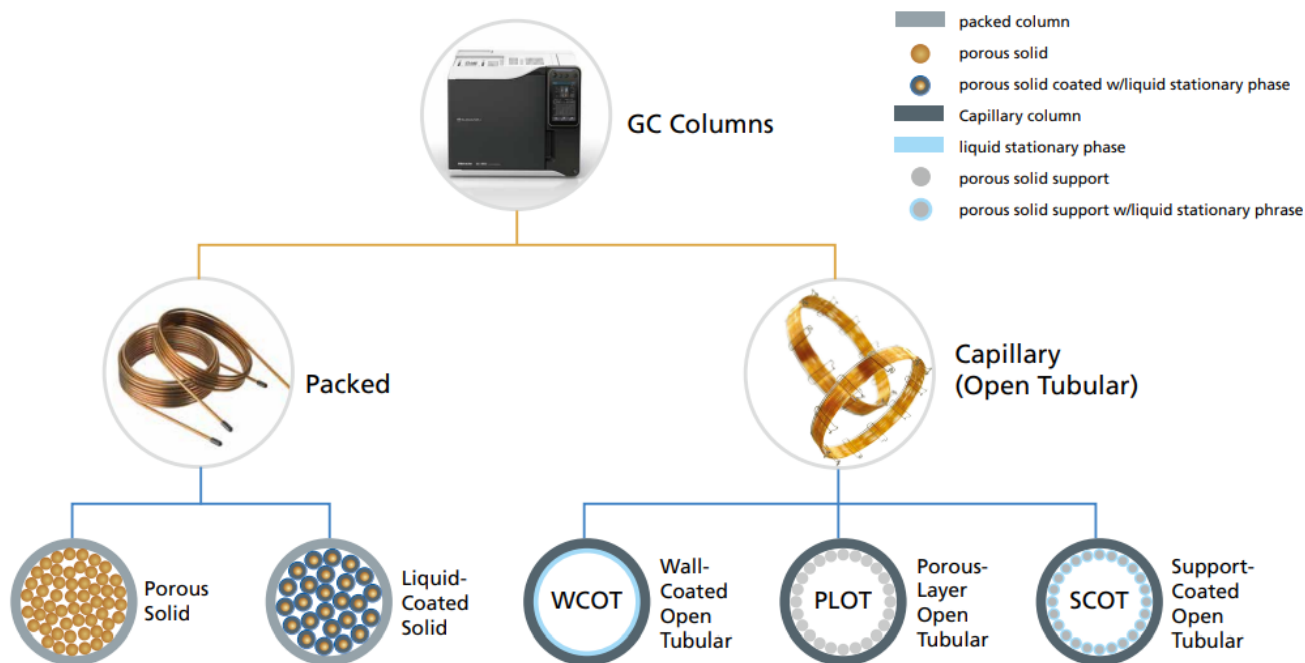 packed column
porous solid
porous solid coated w/liquid stationary phase
Capillary column
liquid stationary phase
porous solid support
porous solid support w/liquid stationary phrase
GC Columns
Packed
Capillary
(Open Tubular)
Porous
Solid
Liquid-
Coated
Solid
WCOT
Wall-
Coated
Open
Tubular
PLOT
Porous-
Layer
Open
Tubular
SCOT
Support-
Coated
Open
Tubular